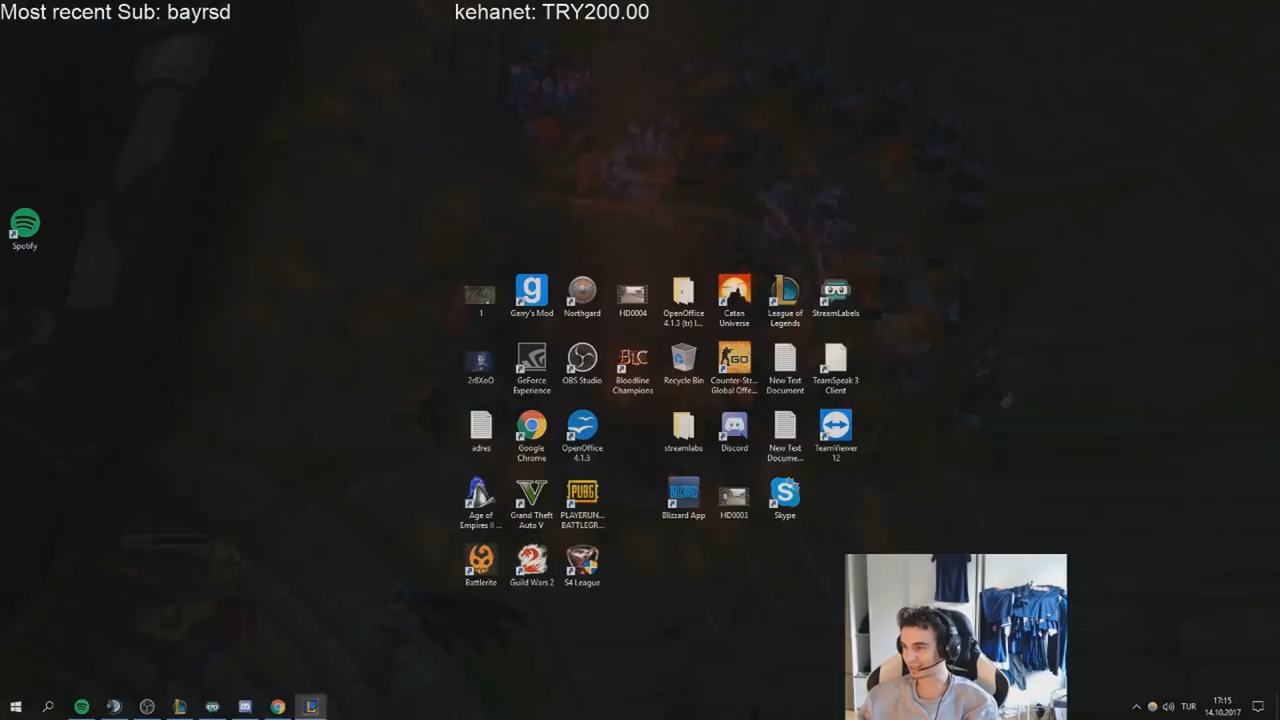 Most recent Sub: bayrsd
kehanet: TRY200.00
Spotify
1
Garry's Mod
Northgard
HD0004
OpenOffice
4.1.3 (tr) I...
Catan
Universe
League of
Legends
StreamLabels
2r8XoO
GeForce
Experience
OBS Studio
BLC
Bloodline
Champions
Recycle Bin
GO
Counter-Str...
Global Offe...
New Text
Document
TeamSpeak 3
Client
adres
Google
Chrome
OpenOffice
4.1.3
streamlabs
Discord
New Text
Docume...
TeamViewer
12
Age of
Empires II ...
Grand Theft
Auto V
PUBG
PLAYERUN...
BATTLEGR...
BLIZZARD
Blizzard App
HD0003
Skype
Battlerite
Guild Wars 2
S4 League
TUR
17:15
14.10.2017